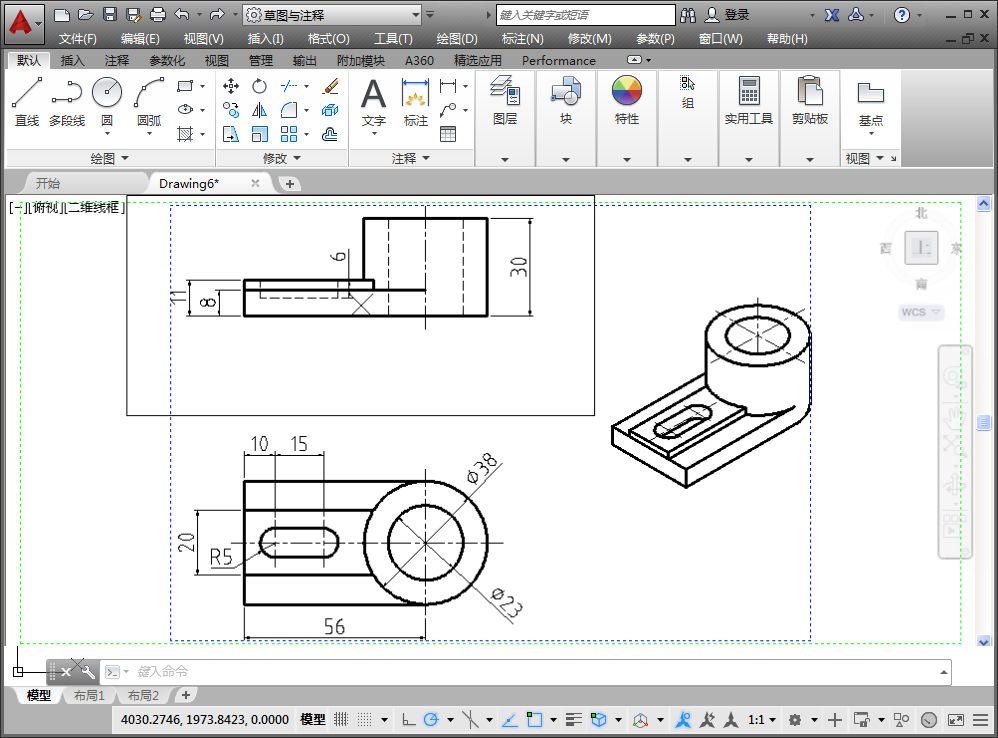 草图与注释
键入关键字或短语
登录
文件(F) 编辑(E) 视图(V) 插入(I) 格式(O) 工具(T) 绘图(D) 标注(N) 修改(M) 参数(P) 窗口(W) 帮助(H)
默认 插入 注释 参数化 视图 管理 输出 附加模块 A360 精选应用 Performance
直线 多段线 圆 圆弧 文字 标注 图层 块 特性 组 实用工具 剪贴板 基点
绘图 修改 注释 视图
开始 Drawing6*
[−][俯视][二维线框]
北
西 上 东
南
WCS
6
30
11
8
10 15
Φ38
20
R5
Φ23
56
键入命令
模型 布局1 布局2
4030.2746, 1973.8423, 0.0000 模型 1:1